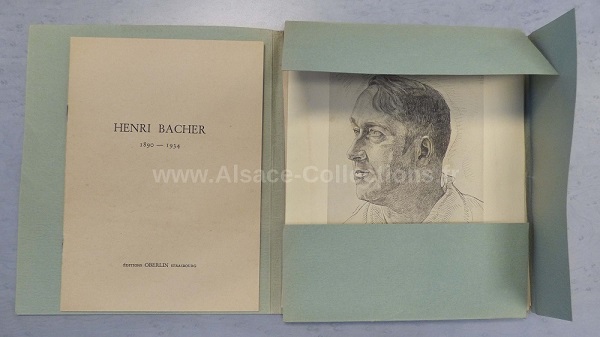 HENRI BACHER
1890 — 1934
ÉDITIONS OBERLIN STRASBOURG
www.Alsace-Collections.fr